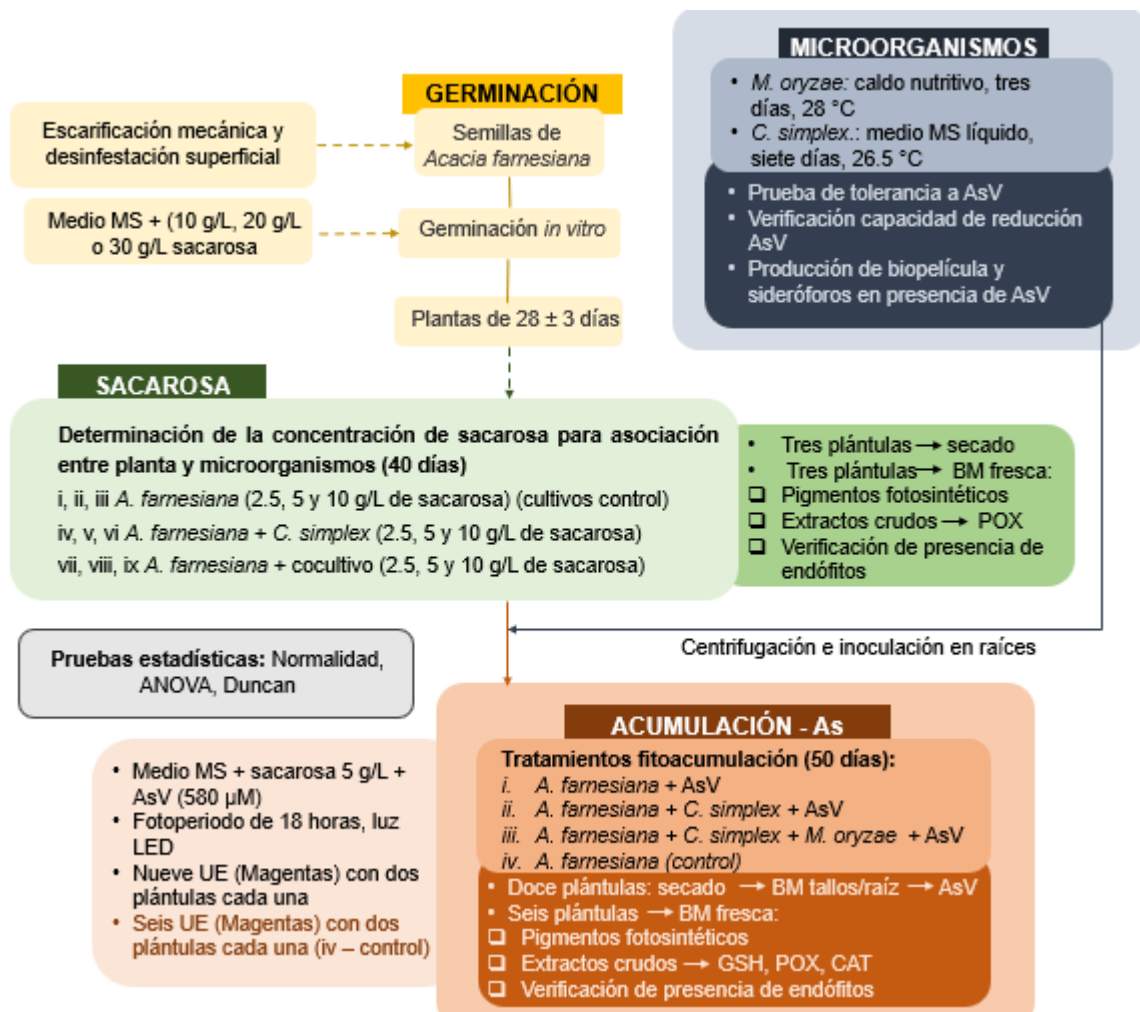 GERMINACIÓN
Escarificación mecánica y
desinfestación superficial
Semillas de
Acacia farnesiana
Medio MS + (10 g/L, 20 g/L
o 30 g/L sacarosa
Germinación in vitro
Plantas de 28 ± 3 días
MICROORGANISMOS
• M. oryzae: caldo nutritivo, tres
días, 28 °C
• C. simplex.: medio MS líquido,
siete días, 26.5 °C
• Prueba de tolerancia a AsV
• Verificación capacidad de reducción
AsV
• Producción de biopelícula y
sideróforos en presencia de AsV
SACAROSA
Determinación de la concentración de sacarosa para asociación
entre planta y microorganismos (40 días)
i, ii, iii A. farnesiana (2.5, 5 y 10 g/L de sacarosa) (cultivos control)
iv, v, vi A. farnesiana + C. simplex (2.5, 5 y 10 g/L de sacarosa)
vii, viii, ix A. farnesiana + cocultivo (2.5, 5 y 10 g/L de sacarosa)
• Tres plántulas → secado
• Tres plántulas → BM fresca:
❑ Pigmentos fotosintéticos
❑ Extractos crudos → POX
❑ Verificación de presencia de
endófitos
Centrifugación e inoculación en raíces
Pruebas estadísticas: Normalidad,
ANOVA, Duncan
ACUMULACIÓN - As
Tratamientos fitoacumulación (50 días):
i. A. farnesiana + AsV
ii. A. farnesiana + C. simplex + AsV
iii. A. farnesiana + C. simplex + M. oryzae + AsV
iv. A. farnesiana (control)
• Doce plántulas: secado → BM tallos/raíz → AsV
• Seis plántulas → BM fresca:
❑ Pigmentos fotosintéticos
❑ Extractos crudos → GSH, POX, CAT
❑ Verificación de presencia de endófitos
• Medio MS + sacarosa 5 g/L +
AsV (580 µM)
• Fotoperiodo de 18 horas, luz
LED
• Nueve UE (Magentas) con dos
plántulas cada una
• Seis UE (Magentas) con dos
plántulas cada una (iv – control)